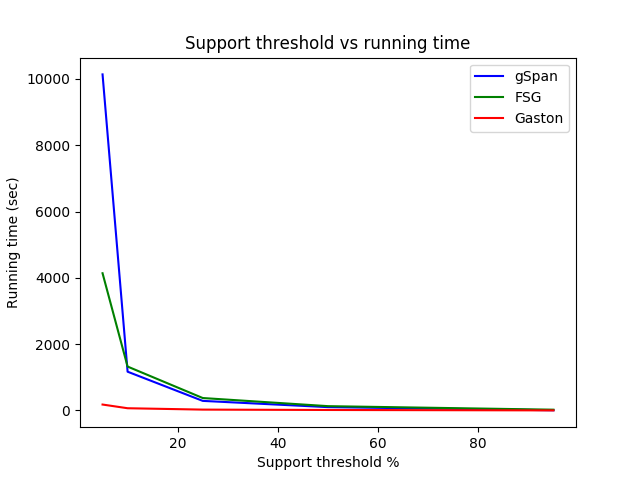 Support threshold vs running time
gSpan
FSG
Gaston
10000
8000
6000
4000
2000
0
Running time (sec)
20 40 60 80
Support threshold %